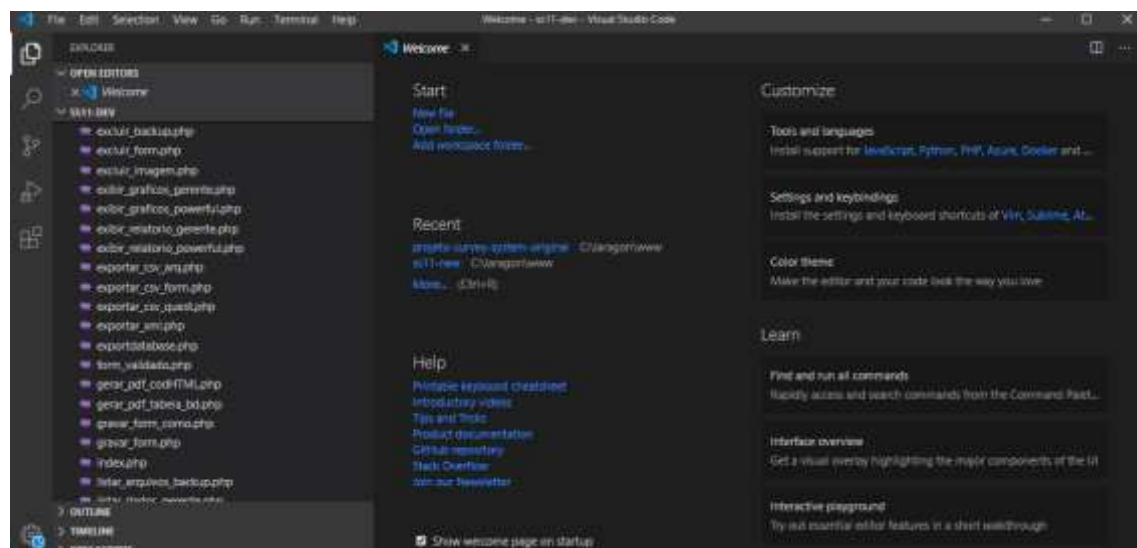 File Edit Selection View Go Run Terminal Help
Welcome - ss11-dev - Visual Studio Code
EXPLORER
OPEN EDITORS
Welcome
SS11-DEV
excluir_backup.php
excluir_form.php
excluir_imagem.php
exibir_graficos_gerente.php
exibir_graficos_powerful.php
exibir_relatorio_gerente.php
exibir_relatorio_powerful.php
exportar_csv_arq.php
exportar_csv_form.php
exportar_csv_quest.php
exportar_xml.php
exportdatabase.php
form_validado.php
gerar_pdf_codHTML.php
gerar_pdf_tabela_bd.php
gravar_form_como.php
gravar_form.php
index.php
listar_arquivos_backup.php
OUTLINE
TIMELINE
Welcome
Start
New file
Open folder...
Add workspace folder...
Recent
projeto-survey-system-original C:\laragon\www
ss11-new C:\laragon\www
More... (Ctrl+R)
Help
Printable keyboard cheatsheet
Introductory videos
Tips and Tricks
Product documentation
GitHub repository
Stack Overflow
Join our Newsletter
Show welcome page on startup
Customize
Tools and languages
Install support for JavaScript, Python, PHP, Azure, Docker and ...
Settings and keybindings
Install the settings and keyboard shortcuts of Vim, Sublime, At...
Color theme
Make the editor and your code look the way you love
Learn
Find and run all commands
Rapidly access and search commands from the Command Palet...
Interface overview
Get a visual overlay highlighting the major components of the UI
Interactive playground
Try out essential editor features in a short walkthrough